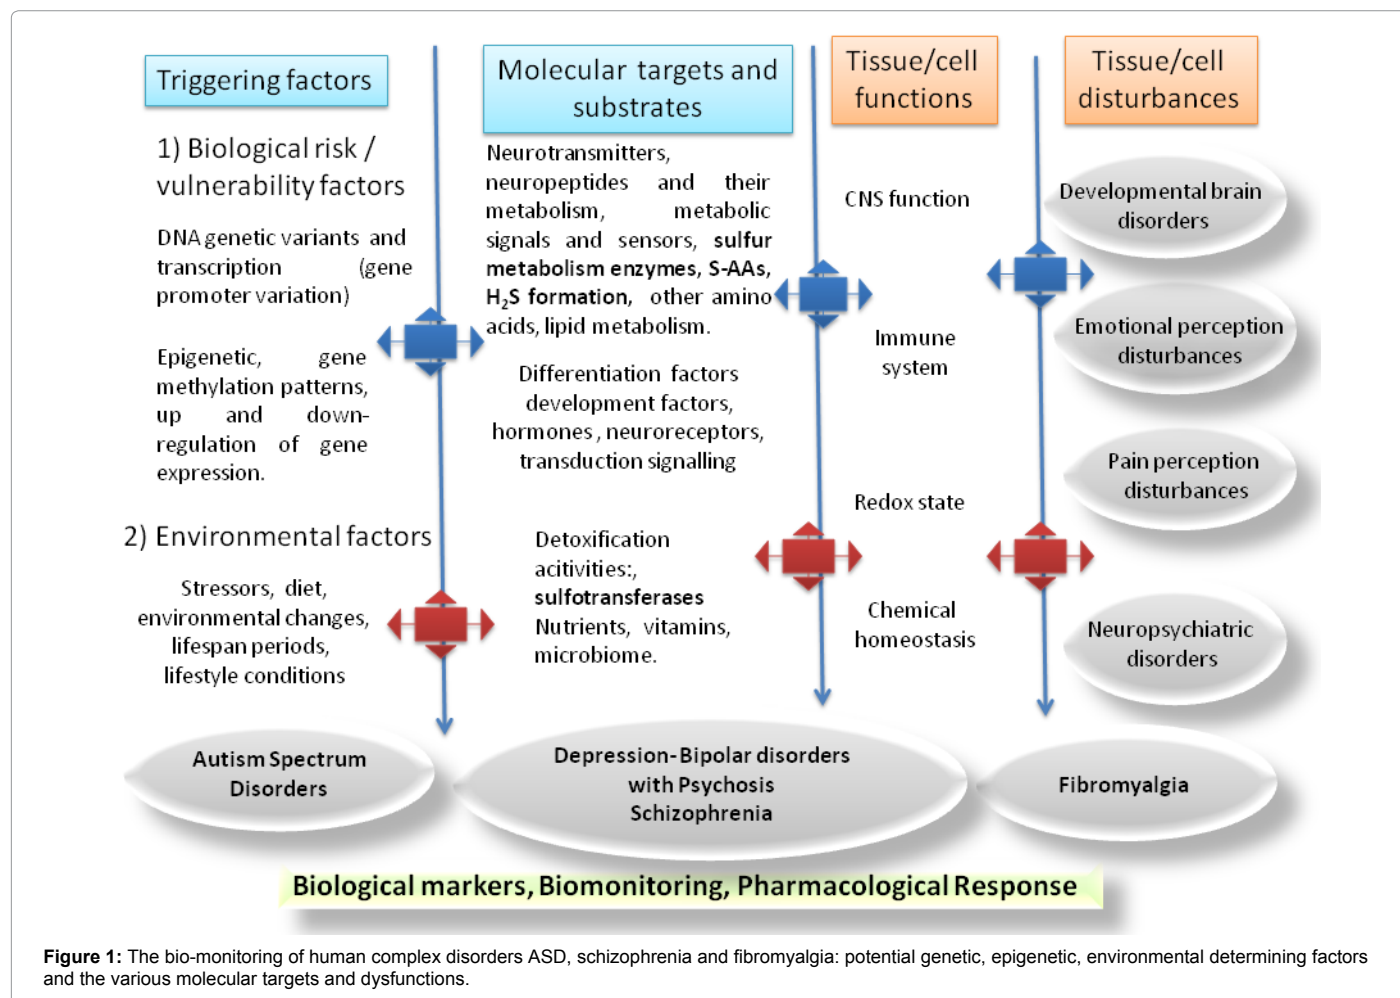 Triggering factors
1) Biological risk /
vulnerability factors
DNA genetic variants and
transcription (gene
promoter variation)
Epigenetic, gene
methylation patterns,
up and down-
regulation of gene
expression.
2) Environmental factors
Stressors, diet,
environmental changes,
lifespan periods,
lifestyle conditions
Molecular targets and
substrates
Neurotransmitters,
neuropeptides and their
metabolism, metabolic
signals and sensors, sulfur
metabolism enzymes, S-AAs,
H₂S formation, other amino
acids, lipid metabolism.
Differentiation factors
development factors,
hormones , neuroreceptors,
transduction signalling
Detoxification
acitivities:,
sulfotransferases
Nutrients, vitamins,
microbiome.
Tissue/cell
functions
CNS function
Immune
system
Redox state
Chemical
homeostasis
Tissue/cell
disturbances
Developmental brain
disorders
Emotional perception
disturbances
Pain perception
disturbances
Neuropsychiatric
disorders
Autism Spectrum
Disorders
Depression- Bipolar disorders
with Psychosis
Schizophrenia
Fibromyalgia
Biological markers, Biomonitoring, Pharmacological Response
Figure 1: The bio-monitoring of human complex disorders ASD, schizophrenia and fibromyalgia: potential genetic, epigenetic, environmental determining factors
and the various molecular targets and dysfunctions.